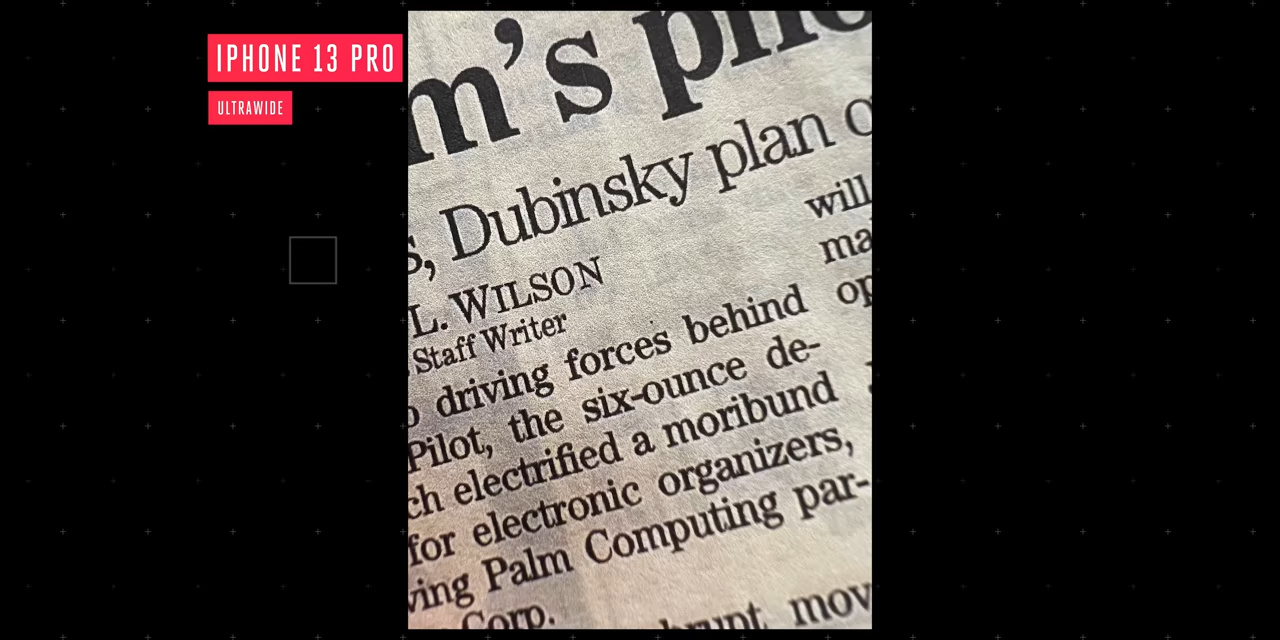 IPHONE 13 PRO
ULTRAWIDE
m's
, Dubinsky plan
L. WILSON
Staff Writer
driving forces behind
Pilot, the six-ounce de-
ch electrified a moribund
for electronic organizers,
ving Palm Computing par-
Corp.
will
ma
op
mov